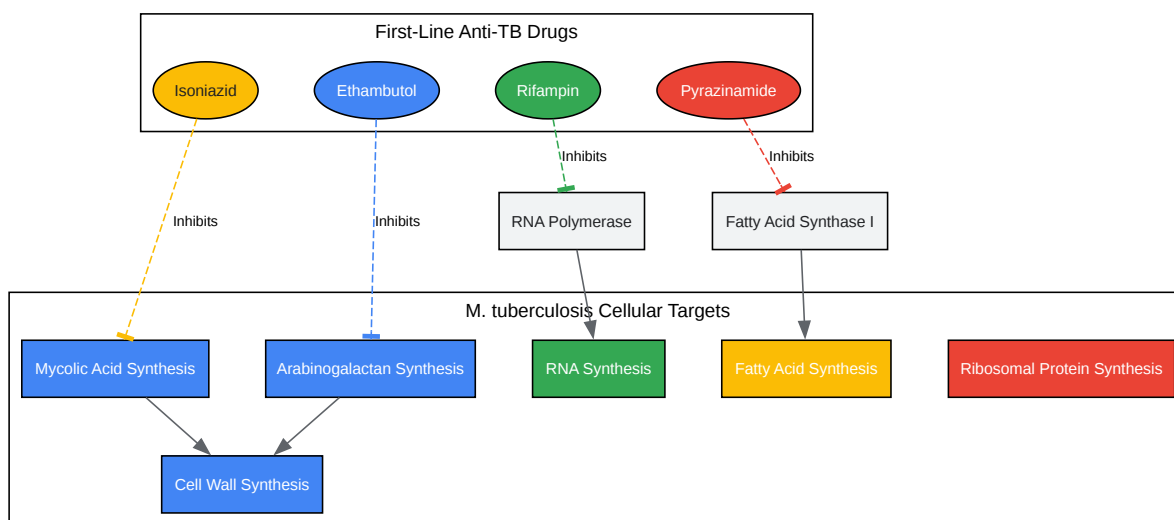 First-Line Anti-TB Drugs
Isoniazid
Ethambutol
Rifampin
Pyrazinamide
Inhibits
Inhibits
Inhibits
Inhibits
RNA Polymerase
Fatty Acid Synthase I
M. tuberculosis Cellular Targets
Mycolic Acid Synthesis
Arabinogalactan Synthesis
RNA Synthesis
Fatty Acid Synthesis
Ribosomal Protein Synthesis
Cell Wall Synthesis